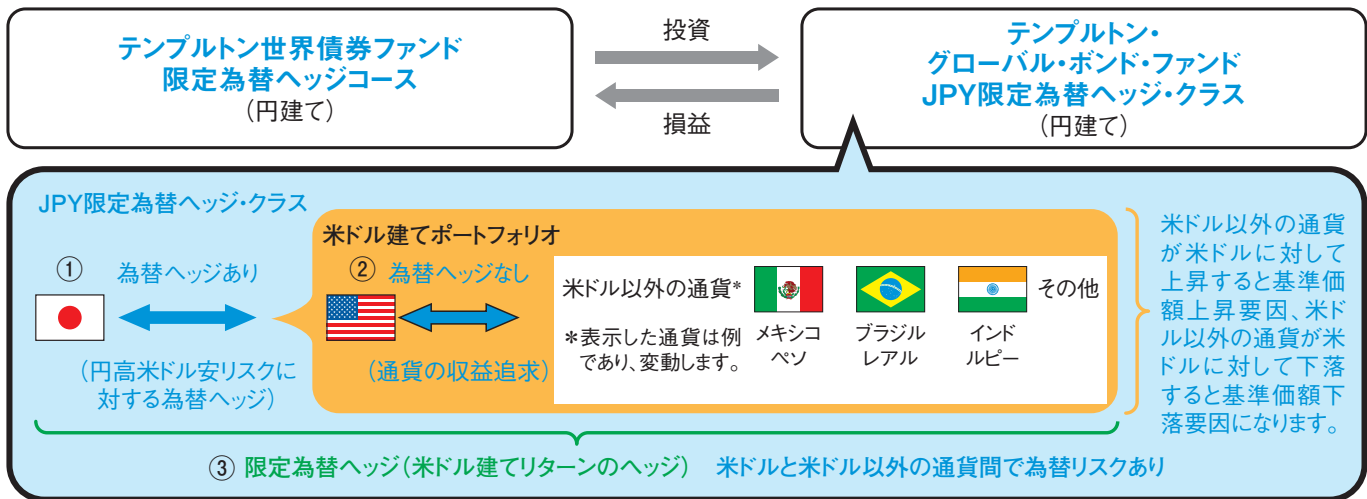 テンプルトン世界債券ファンド
限定為替ヘッジコース
(円建て)
投資
損益
テンプルトン・
グローバル・ボンド・ファンド
JPY限定為替ヘッジ・クラス
(円建て)
JPY限定為替ヘッジ・クラス
① 為替ヘッジあり
(円高米ドル安リスクに
対する為替ヘッジ)
米ドル建てポートフォリオ
② 為替ヘッジなし
(通貨の収益追求)
米ドル以外の通貨*
*表示した通貨は例
であり、変動します。
メキシコ
ペソ
ブラジル
レアル
インド
ルピー
その他
米ドル以外の通貨
が米ドルに対して
上昇すると基準価
額上昇要因、米ド
ル以外の通貨が米
ドルに対して下落
すると基準価額下
落要因になります。
③ 限定為替ヘッジ(米ドル建てリターンのヘッジ) 米ドルと米ドル以外の通貨間で為替リスクあり